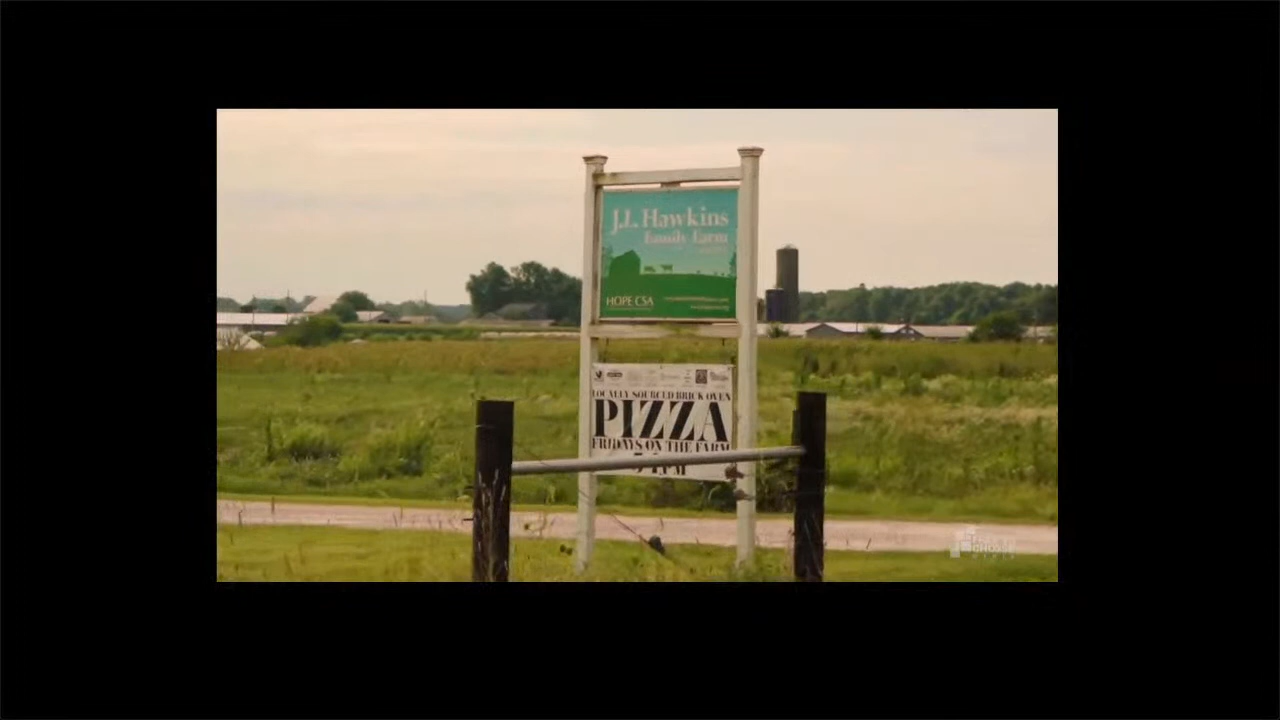 J.L. Hawkins
Family Farm
HOPE CSA
LOCALLY SOURCED BRICK OVEN
PIZZA
FRIDAYS ON THE FARM